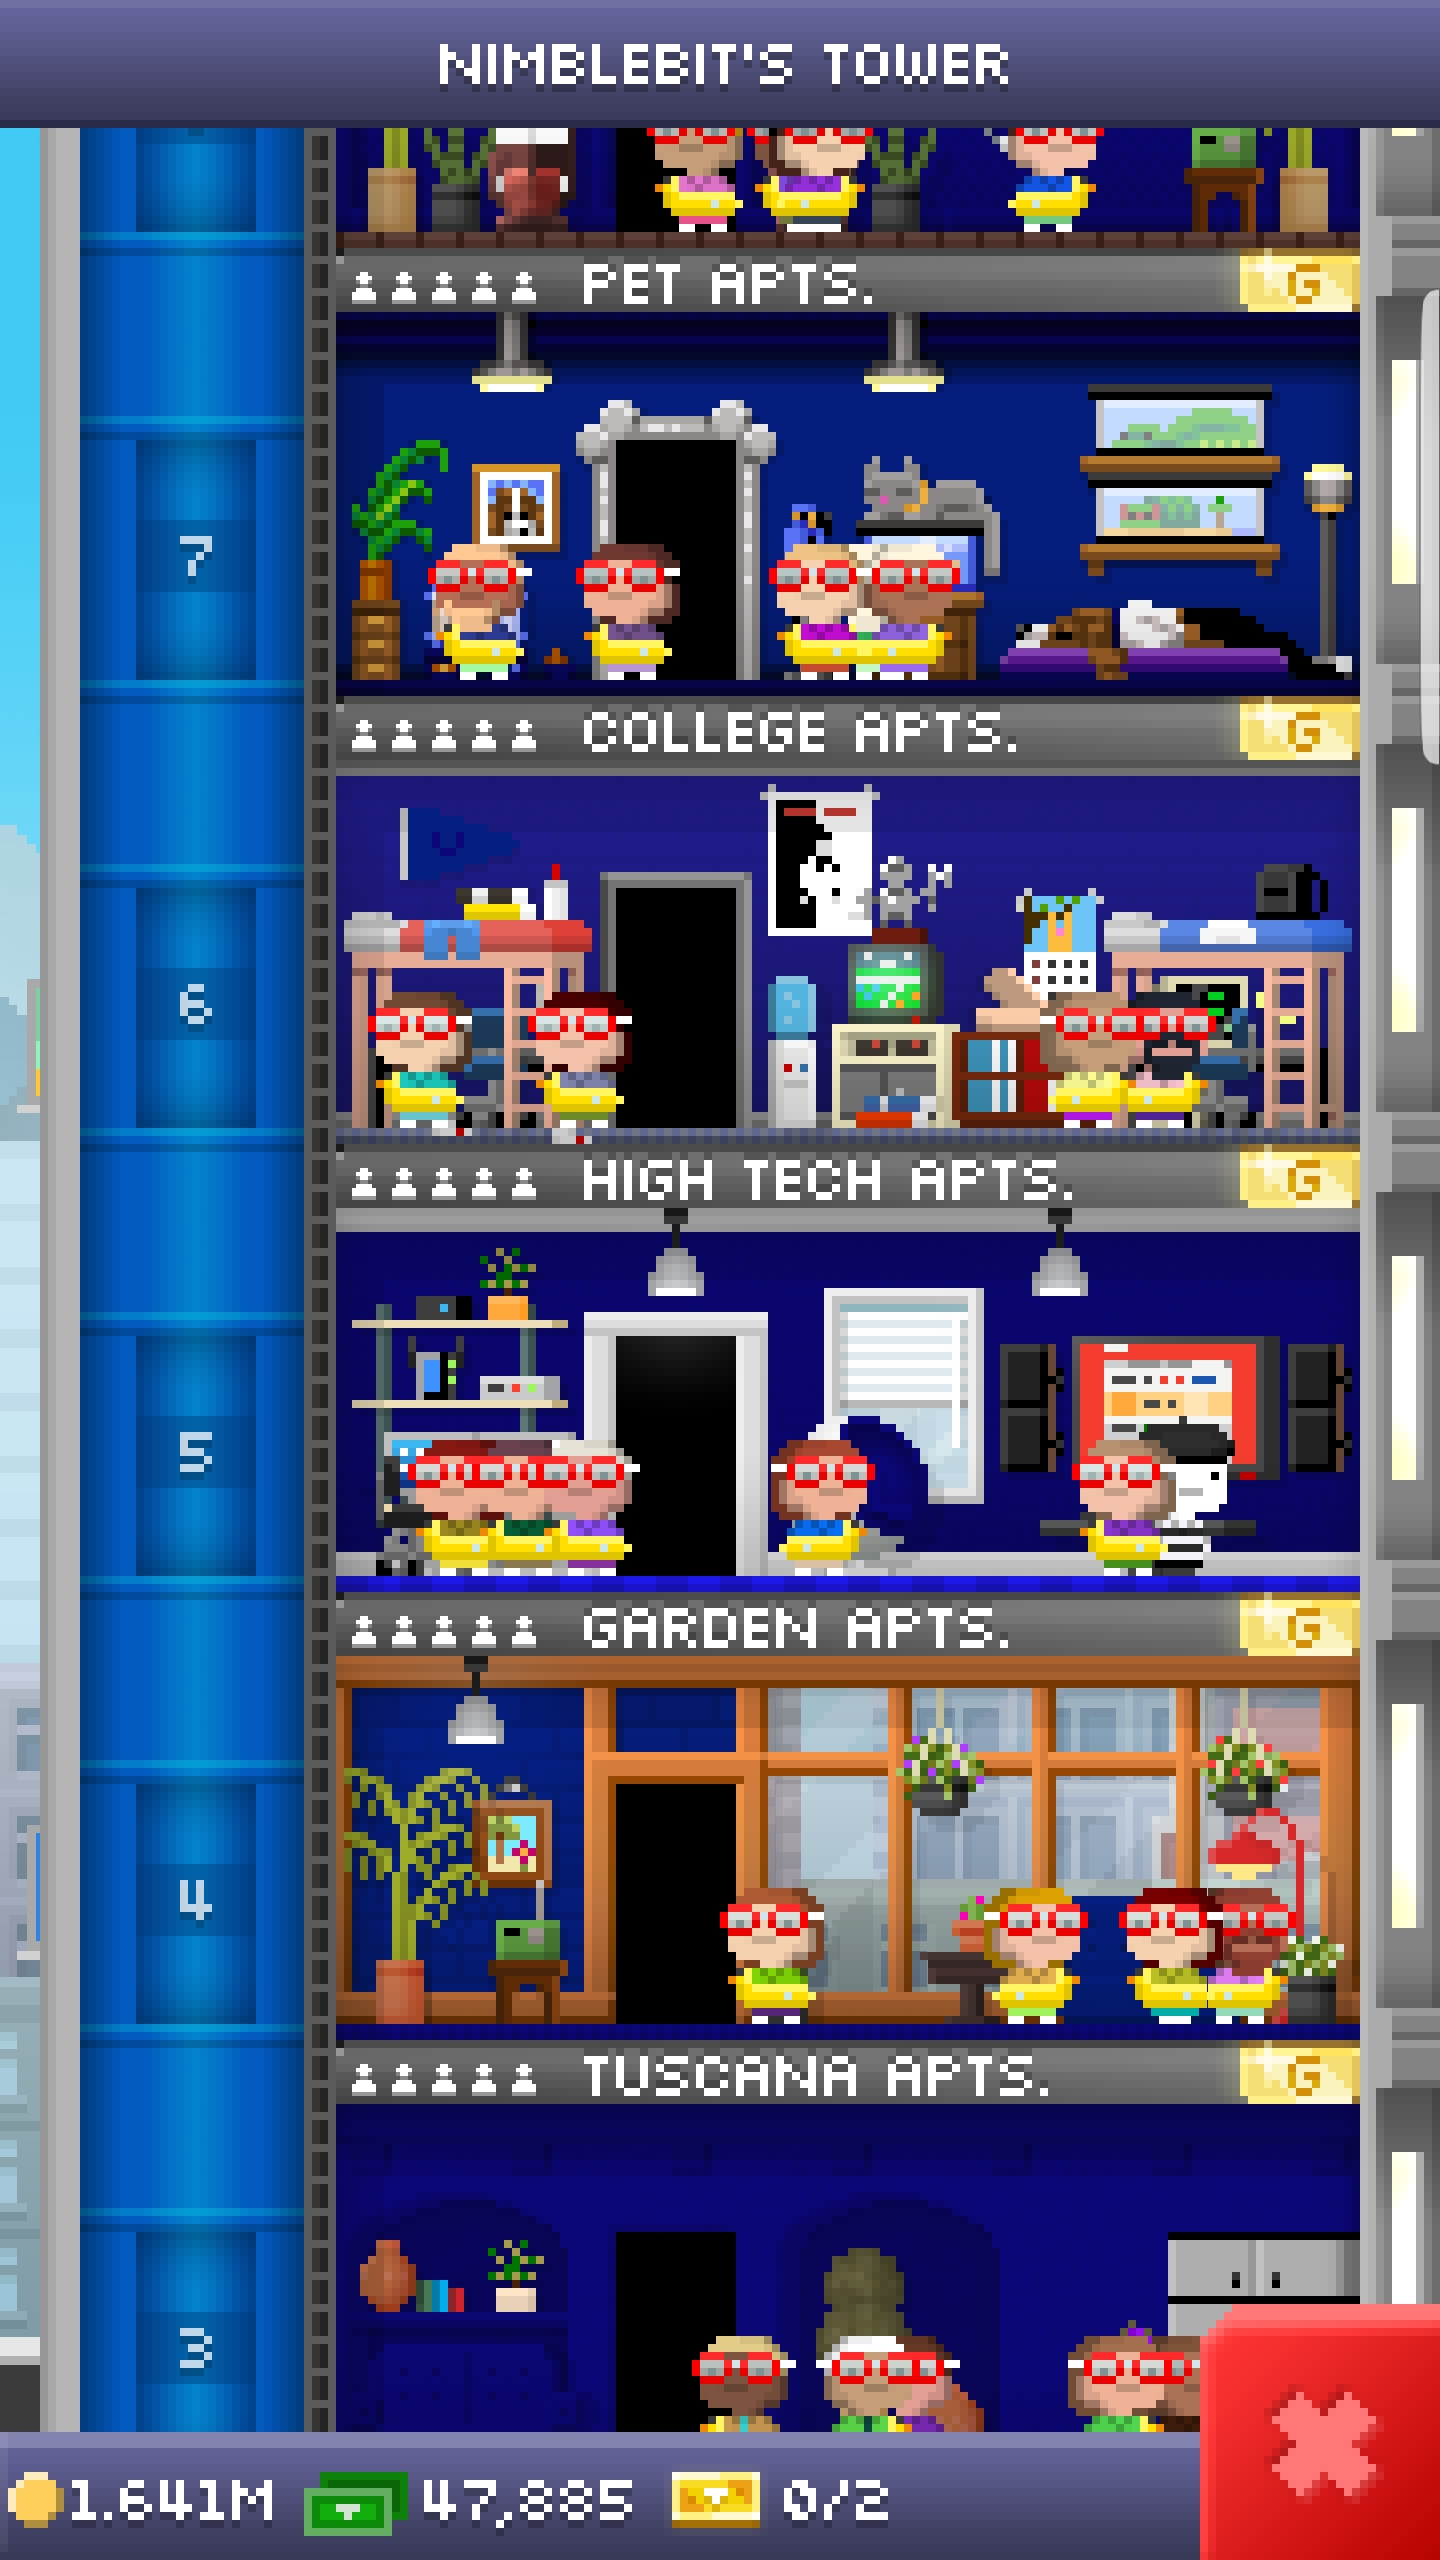 NIMBLEBIT'S TOWER
PET APTS. G
7
COLLEGE APTS. G
6
HIGH TECH APTS. G
5
GARDEN APTS. G
4
TUSCANA APTS. G
3
1.641M 47,885 0/2